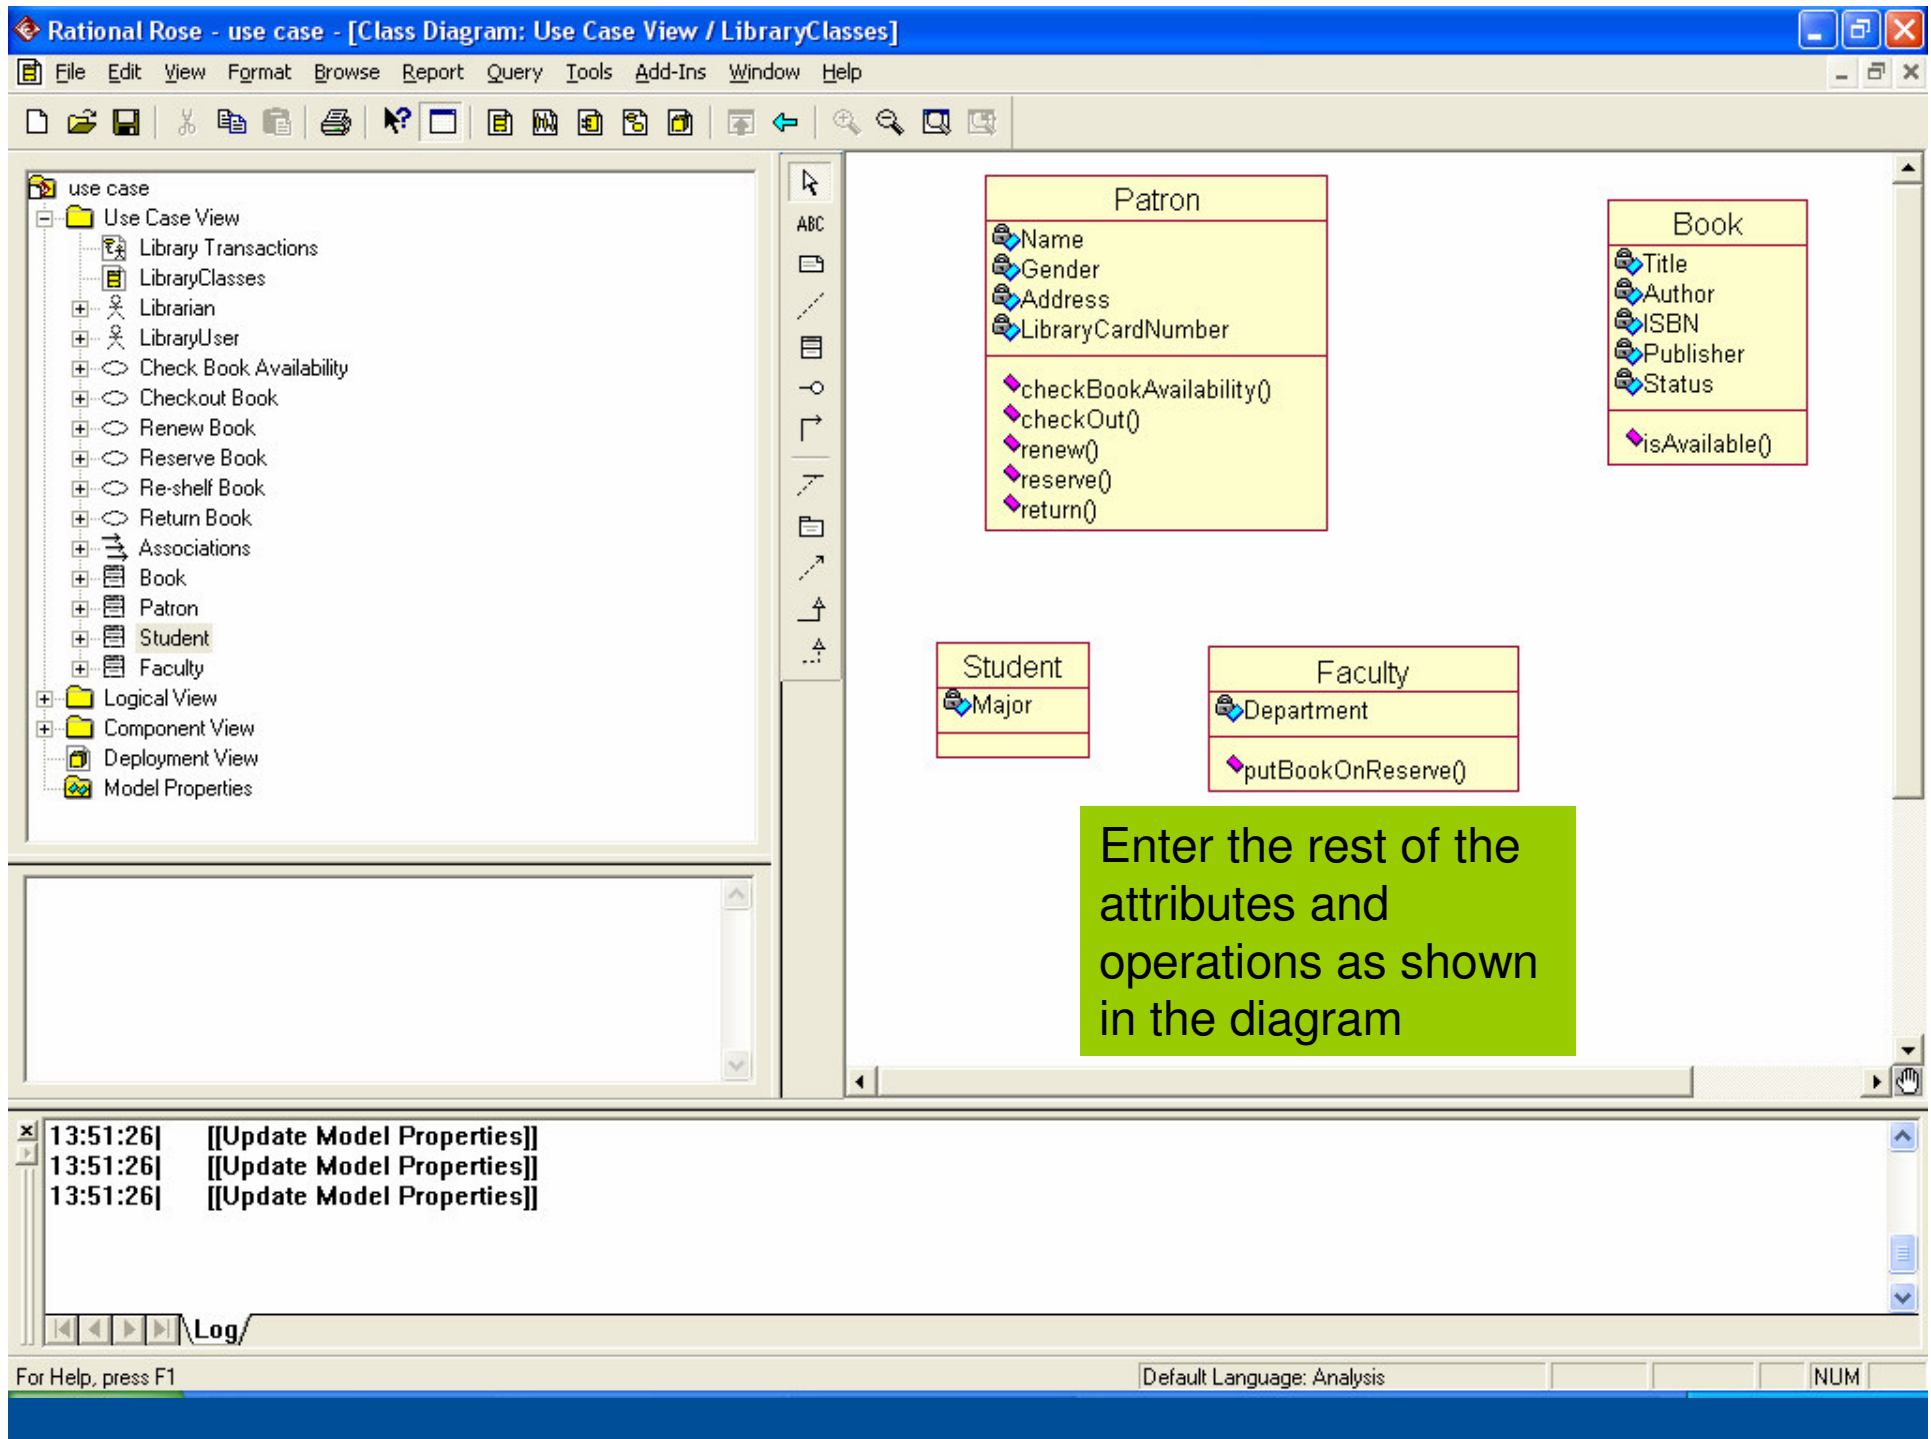 Rational Rose - use case - [Class Diagram: Use Case View / LibraryClasses]
File Edit View Format Browse Report Query Tools Add-Ins Window Help
use case
Use Case View
Library Transactions
LibraryClasses
Librarian
LibraryUser
Check Book Availability
Checkout Book
Renew Book
Reserve Book
Re-shelf Book
Return Book
Associations
Book
Patron
Student
Faculty
Logical View
Component View
Deployment View
Model Properties
ABC
Patron
Name
Gender
Address
LibraryCardNumber
checkBookAvailability()
checkOut()
renew()
reserve()
return()
Book
Title
Author
ISBN
Publisher
Status
isAvailable()
Student
Major
Faculty
Department
putBookOnReserve()
Enter the rest of the
attributes and
operations as shown
in the diagram
13:51:26| [[Update Model Properties]]
13:51:26| [[Update Model Properties]]
13:51:26| [[Update Model Properties]]
Log
For Help, press F1
Default Language: Analysis
NUM